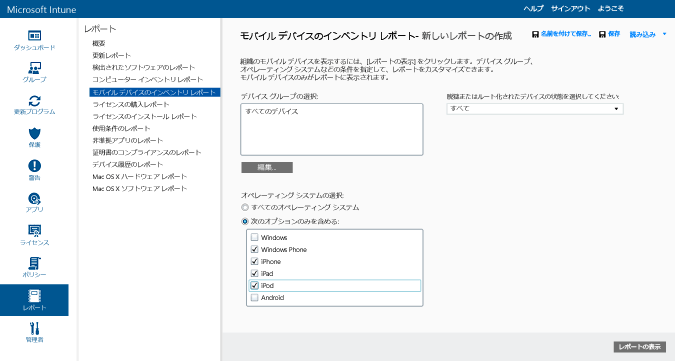 Microsoft Intune
ヘルプ サインアウト ようこそ
ダッシュボード
グループ
更新プログラム
保護
警告
アプリ
ライセンス
ポリシー
レポート
管理者
レポート
概要
更新レポート
検出されたソフトウェアのレポート
コンピューター インベントリ レポート
モバイル デバイスのインベントリ レポート
ライセンスの購入レポート
ライセンスのインストール レポート
使用条件のレポート
非準拠アプリのレポート
証明書のコンプライアンスのレポート
デバイス履歴のレポート
Mac OS X ハードウェア レポート
Mac OS X ソフトウェア レポート
モバイル デバイスのインベントリ レポート- 新しいレポートの作成
名前を付けて保存.. 保存 読み込み
組織のモバイル デバイスを表示するには、[レポートの表示] をクリックします。デバイス グループ、
オペレーティング システムなどの条件を指定して、レポートをカスタマイズできます。
モバイル デバイスのみがレポートに表示されます。
デバイス グループの選択:
すべてのデバイス
編集...
脱獄またはルート化されたデバイスの状態を選択してください:
すべて
オペレーティング システムの選択:
すべてのオペレーティング システム
次のオプションのみを含める:
Windows
Windows Phone
iPhone
iPad
iPod
Android
レポートの表示